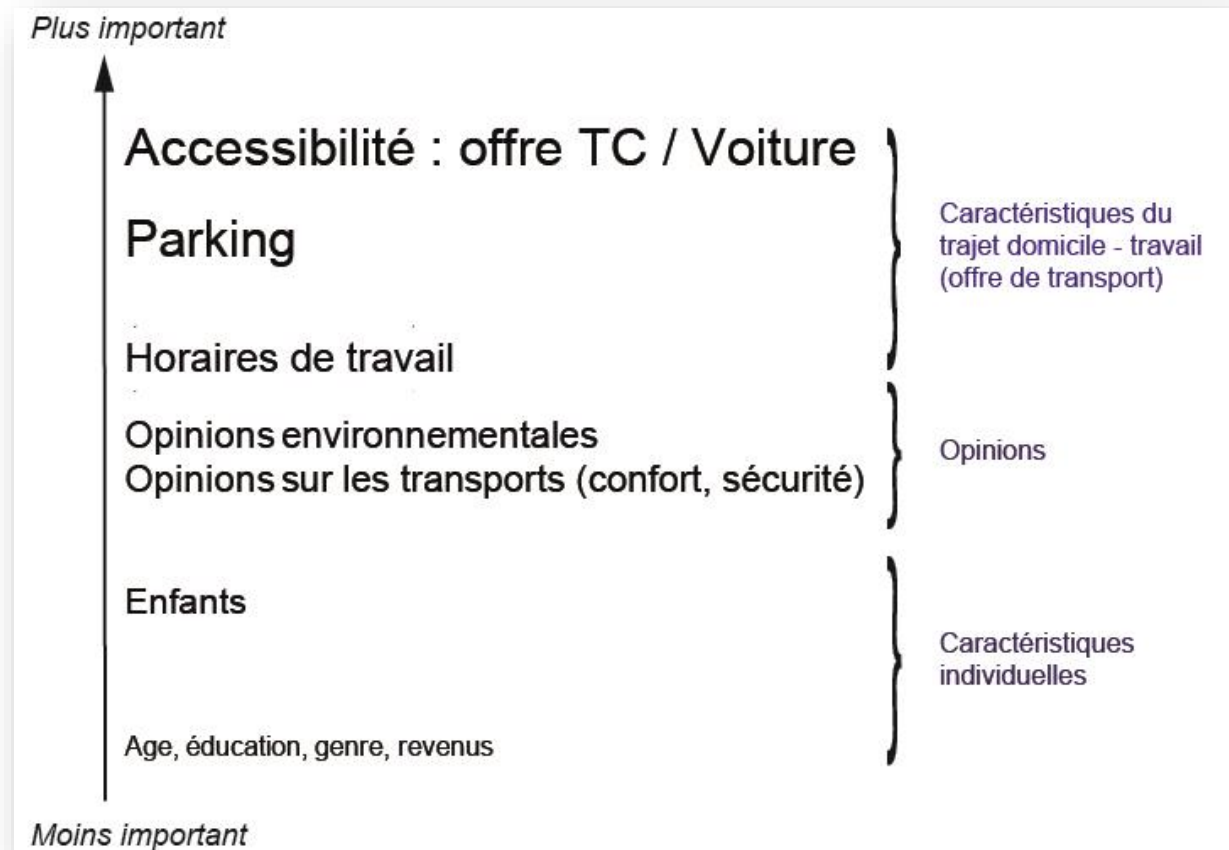 Plus important
Accessibilité : offre TC / Voiture
Parking
Caractéristiques du
trajet domicile - travail
(offre de transport)
Horaires de travail
Opinions environnementales
Opinions sur les transports (confort, sécurité)
Opinions
Enfants
Caractéristiques
individuelles
Age, éducation, genre, revenus
Moins important